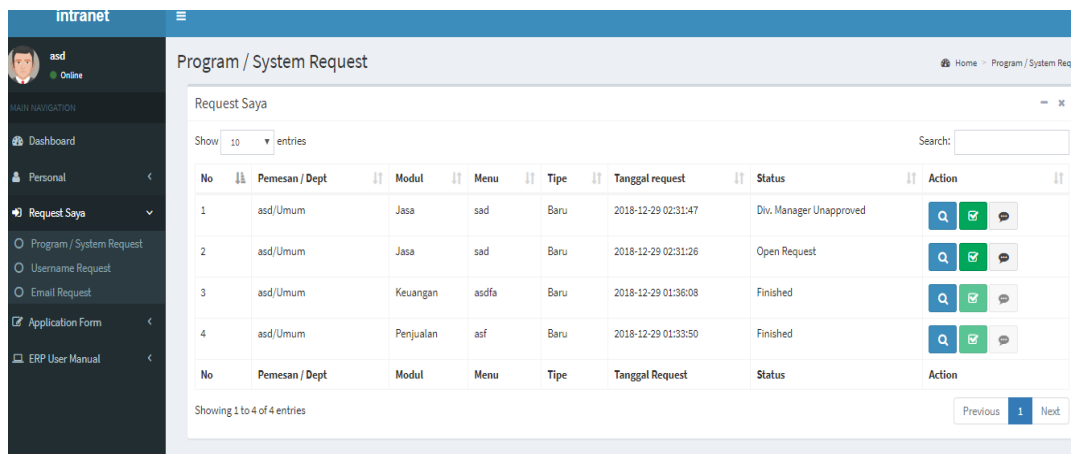 intranet
asd
Online
MAIN NAVIGATION
Dashboard
Personal
Request Saya
Program / System Request
Username Request
Email Request
Application Form
ERP User Manual
Program / System Request
Home > Program / System Req
Request Saya
Show 10 entries
Search:
No Pemesan / Dept Modul Menu Tipe Tanggal request Status Action
1 asd/Umum Jasa sad Baru 2018-12-29 02:31:47 Div. Manager Unapproved
2 asd/Umum Jasa sad Baru 2018-12-29 02:31:26 Open Request
3 asd/Umum Keuangan asdfa Baru 2018-12-29 01:36:08 Finished
4 asd/Umum Penjualan asf Baru 2018-12-29 01:33:50 Finished
No Pemesan / Dept Modul Menu Tipe Tanggal Request Status Action
Showing 1 to 4 of 4 entries
Previous 1 Next